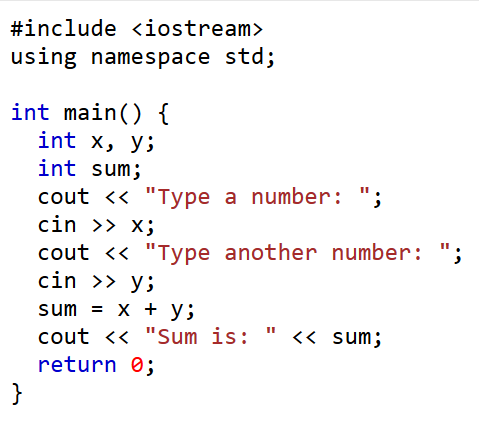 #include <iostream>
using namespace std;

int main() {
  int x, y;
  int sum;
  cout << "Type a number: ";
  cin >> x;
  cout << "Type another number: ";
  cin >> y;
  sum = x + y;
  cout << "Sum is: " << sum;
  return 0;
}